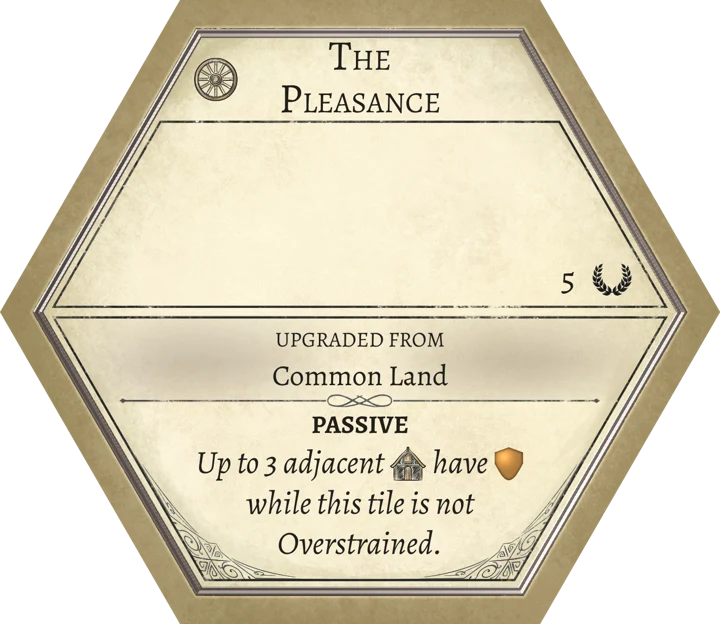 The
Pleasance
5
UPGRADED FROM
Common Land
PASSIVE
Up to 3 adjacent have
while this tile is not
Overstrained.